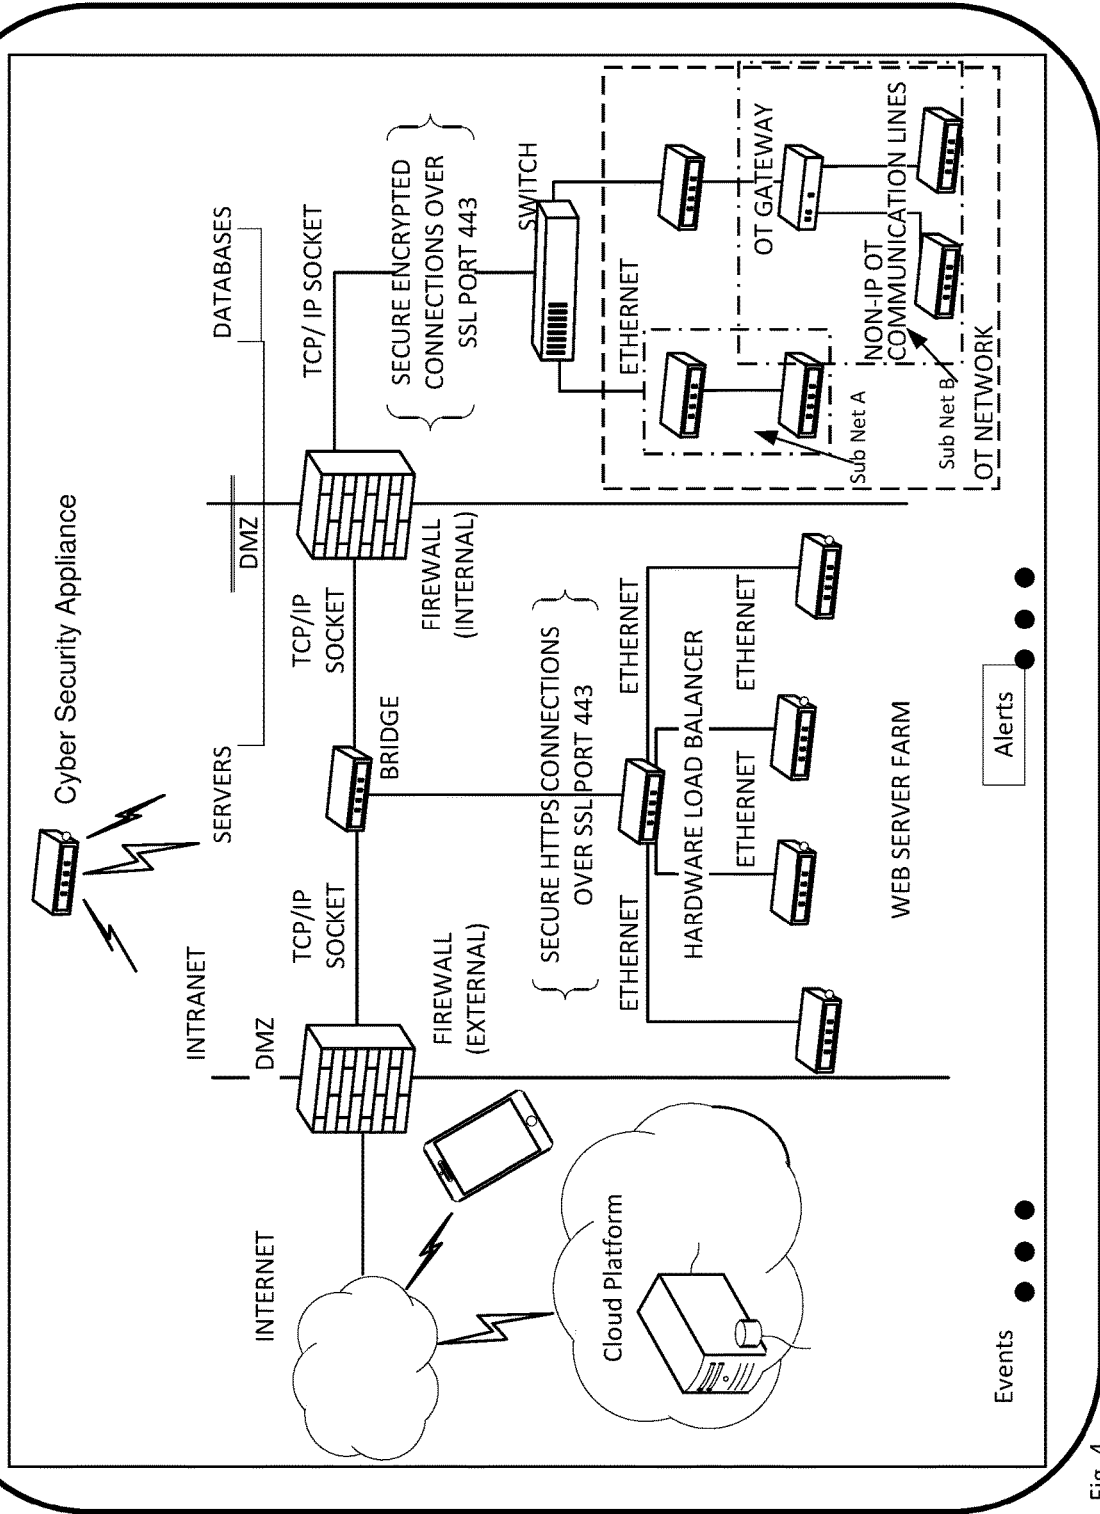 Cyber Security Appliance
INTRANET
SERVERS
DATABASES
INTERNET
DMZ
DMZ
TCP/IP
SOCKET
TCP/IP
SOCKET
TCP/ IP SOCKET
BRIDGE
FIREWALL
(EXTERNAL)
FIREWALL
(INTERNAL)
SECURE ENCRYPTED
CONNECTIONS OVER
SSL PORT 443
SWITCH
SECURE HTTPS CONNECTIONS
OVER SSL PORT 443
Cloud Platform
ETHERNET
ETHERNET
ETHERNET
HARDWARE LOAD BALANCER
ETHERNET
ETHERNET
OT GATEWAY
NON-IP OT
COMMUNICATION LINES
Sub Net A
Sub Net B
OT NETWORK
WEB SERVER FARM
Events
Alerts
Fig. 4